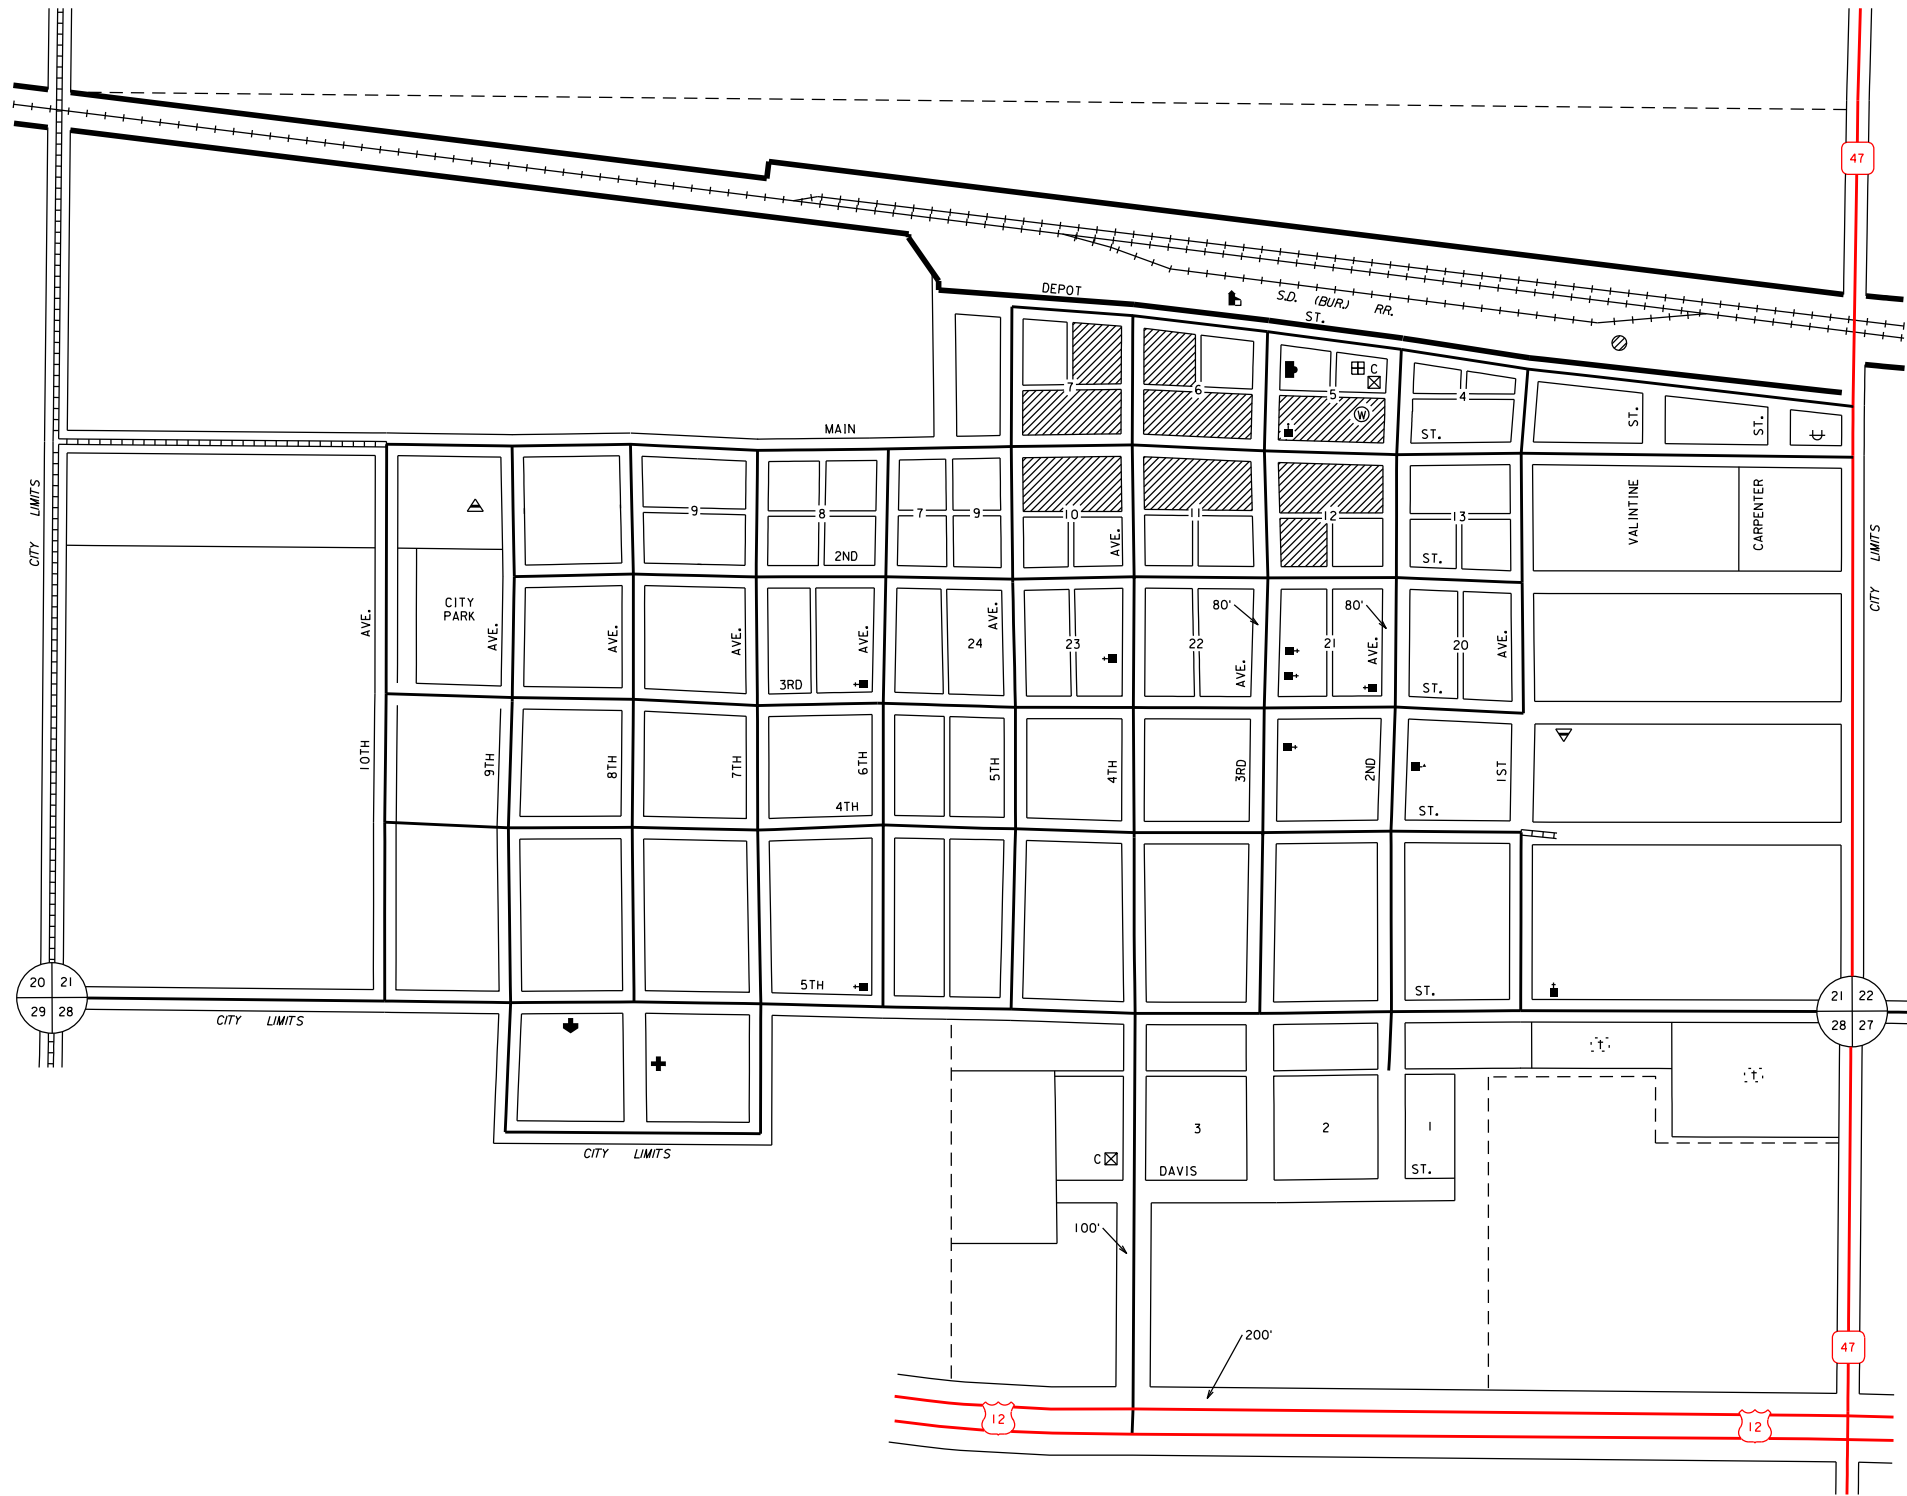 47
DEPOT
S.D. (BUR.) RR.
ST.
7
6
5
C
4
W
MAIN
ST.
ST.
ST.
CITY LIMITS
9
8
7
9
10
11
12
13
VALINTINE
CARPENTER
CITY LIMITS
2ND
AVE.
ST.
CITY
PARK
AVE.
AVE.
AVE.
AVE.
AVE.
AVE.
24
23
22
80'
AVE.
21
80'
AVE.
20
AVE.
3RD
ST.
10TH
9TH
8TH
7TH
6TH
5TH
4TH
3RD
2ND
1ST
4TH
ST.
5TH
ST.
20 21
29 28
21 22
28 27
CITY LIMITS
CITY LIMITS
3
2
1
C
DAVIS
ST.
100'
200'
47
12
12